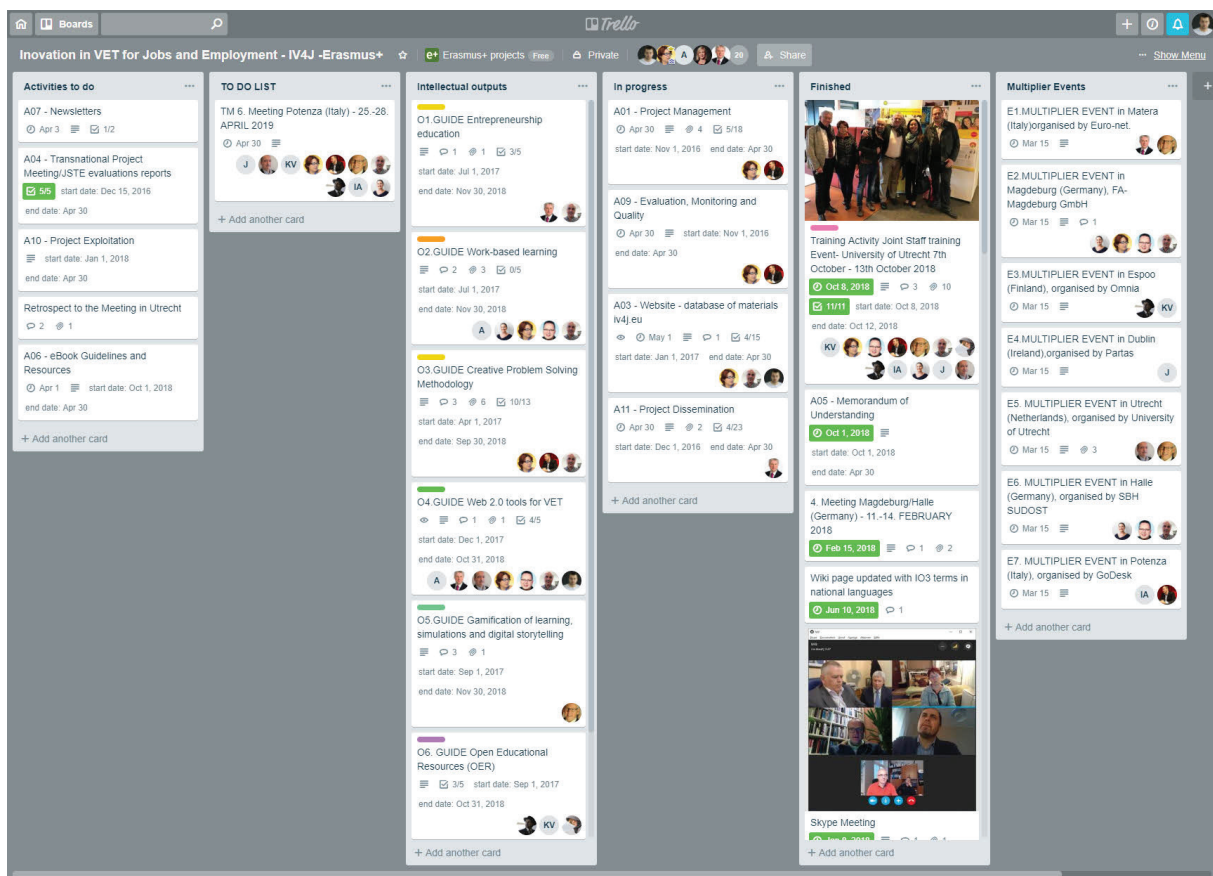 Boards
Trello
Inovation in VET for Jobs and Employment - IV4J -Erasmus+
e+ Erasmus+ projects Free
Private
A
20
Share
... Show Menu
Activities to do
A07 - Newsletters
Apr 3 1/2
A04 - Transnational Project
Meeting/JSTE evaluations reports
5/5 start date: Dec 15, 2016
end date: Apr 30
A10 - Project Exploitation
start date: Jan 1, 2018
end date: Apr 30
Retrospect to the Meeting in Utrecht
2 1
A06 - eBook Guidelines and
Resources
Apr 1 start date: Oct 1, 2018
end date: Apr 30
+ Add another card
TO DO LIST
TM 6. Meeting Potenza (Italy) - 25.-28.
APRIL 2019
Apr 30
J KV
IA
+ Add another card
Intellectual outputs
O1.GUIDE Entrepreneurship
education
1 1 3/5
start date: Jul 1, 2017
end date: Nov 30, 2018
O2.GUIDE Work-based learning
2 3 0/5
start date: Jul 1, 2017
end date: Nov 30, 2018
A
O3.GUIDE Creative Problem Solving
Methodology
3 6 10/13
start date: Apr 1, 2017
end date: Sep 30, 2018
O4.GUIDE Web 2.0 tools for VET
1 1 4/5
start date: Dec 1, 2017
end date: Oct 31, 2018
A
O5.GUIDE Gamification of learning,
simulations and digital storytelling
3 1
start date: Sep 1, 2017
end date: Nov 30, 2018
O6. GUIDE Open Educational
Resources (OER)
3/5 start date: Sep 1, 2017
end date: Oct 31, 2018
KV
+ Add another card
In progress
A01 - Project Management
Apr 30 4 5/18
start date: Nov 1, 2016 end date: Apr 30
A09 - Evaluation, Monitoring and
Quality
Apr 30 start date: Nov 1, 2016
end date: Apr 30
A03 - Website - database of materials
iv4j.eu
May 1 1 4/15
start date: Jan 1, 2017 end date: Apr 30
A11 - Project Dissemination
Apr 30 2 4/23
start date: Dec 1, 2016 end date: Apr 30
+ Add another card
Finished
Training Activity Joint Staff training
Event- University of Utrecht 7th
October - 13th October 2018
Oct 8, 2018 3 10
11/11 start date: Oct 8, 2018
end date: Oct 12, 2018
KV
IA J
A05 - Memorandum of
Understanding
Oct 1, 2018
start date: Oct 1, 2018
end date: Apr 30
4. Meeting Magdeburg/Halle
(Germany) - 11.-14. FEBRUARY
2018
Feb 15, 2018 1 2
Wiki page updated with IO3 terms in
national languages
Jun 10, 2018 1
Skype Meeting
+ Add another card
Multiplier Events
E1.MULTIPLIER EVENT in Matera
(Italy)organised by Euro-net.
Mar 15
E2.MULTIPLIER EVENT in
Magdeburg (Germany), FA-
Magdeburg GmbH
Mar 15 1
E3.MULTIPLIER EVENT in Espoo
(Finland), organised by Omnia
Mar 15
KV
E4.MULTIPLIER EVENT in Dublin
(Ireland),organised by Partas
Mar 15
J
E5. MULTIPLIER EVENT in Utrecht
(Netherlands), organised by University
of Utrecht
Mar 15 3
E6. MULTIPLIER EVENT in Halle
(Germany), organised by SBH
SUDOST
Mar 15
E7. MULTIPLIER EVENT in Potenza
(Italy), organised by GoDesk
Mar 15
IA
+ Add another card